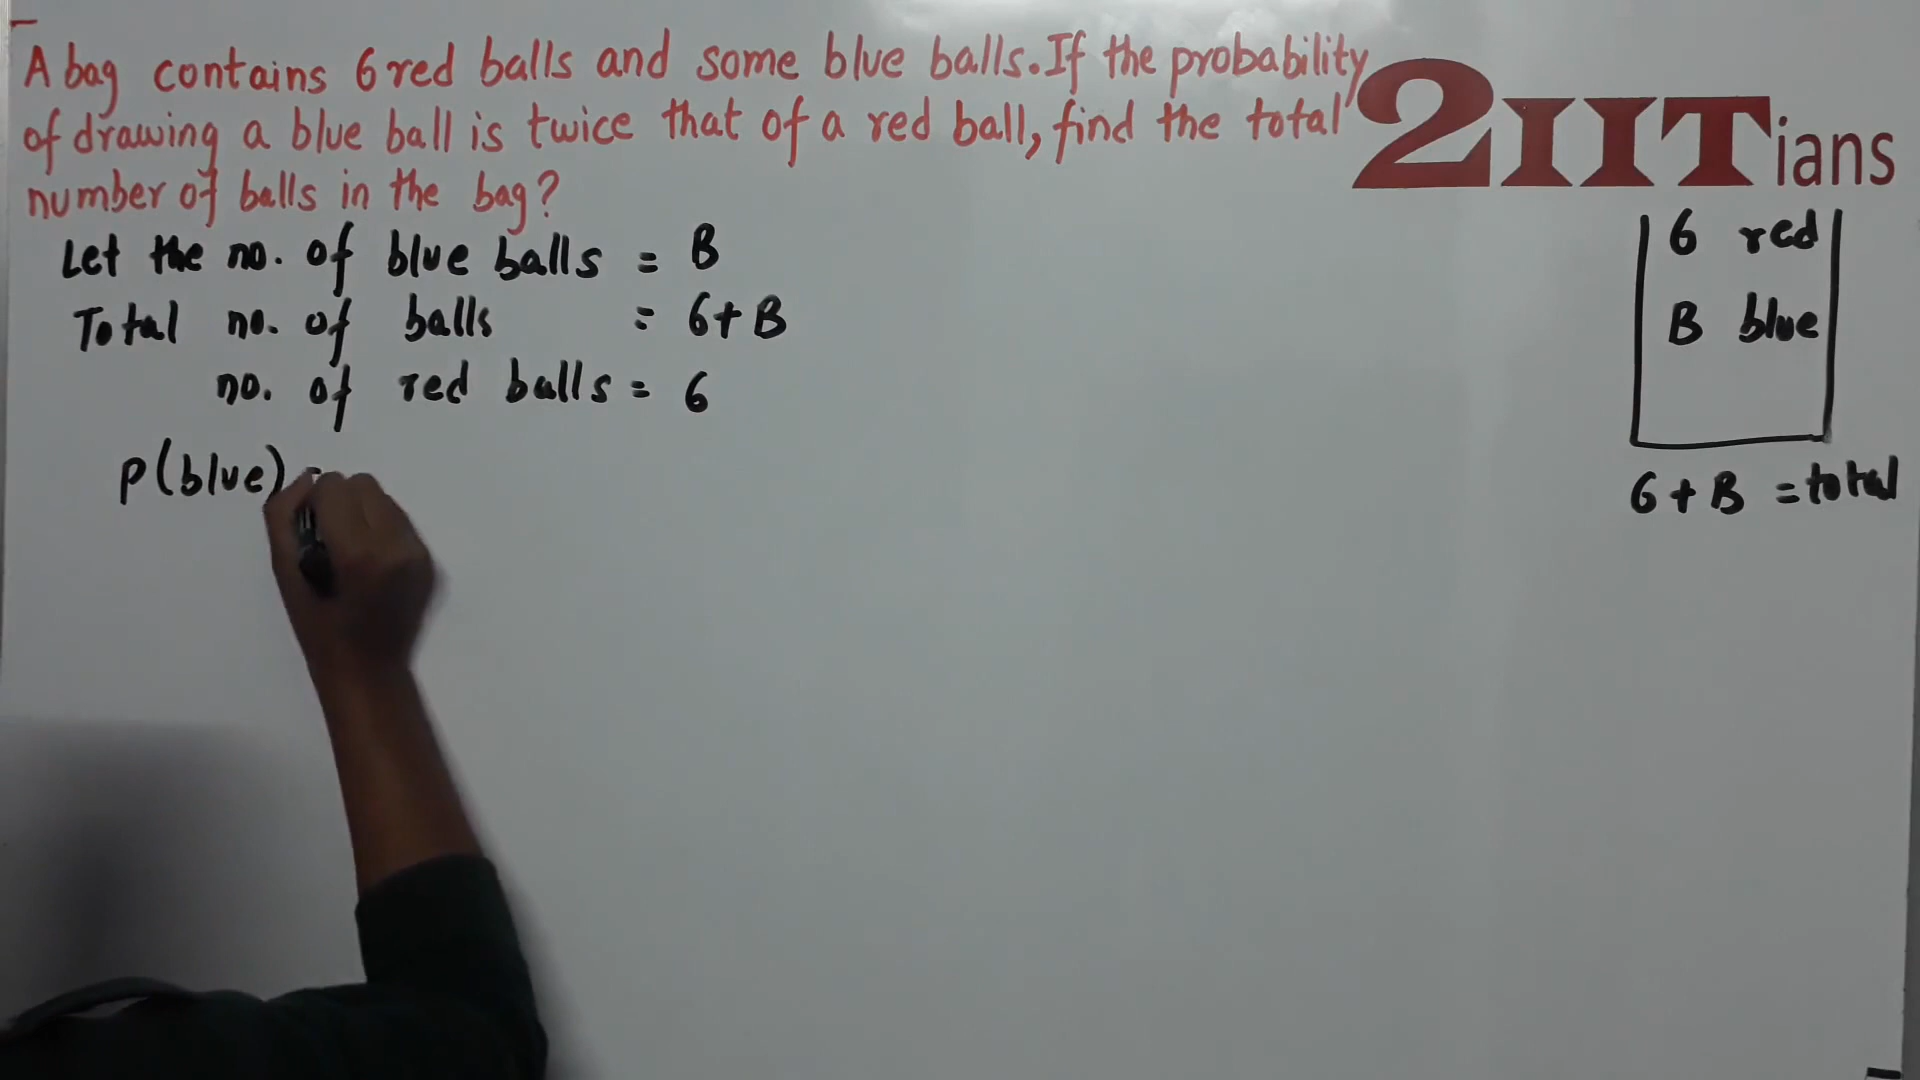 A bag contains 6 red balls and some blue balls. If the probability
of drawing a blue ball is twice that of a red ball, find the total
number of balls in the bag?
2IITians
Let the no. of blue balls = B
Total no. of balls = 6+B
no. of red balls = 6
P(blue) =
6 red
B blue
6 + B = total